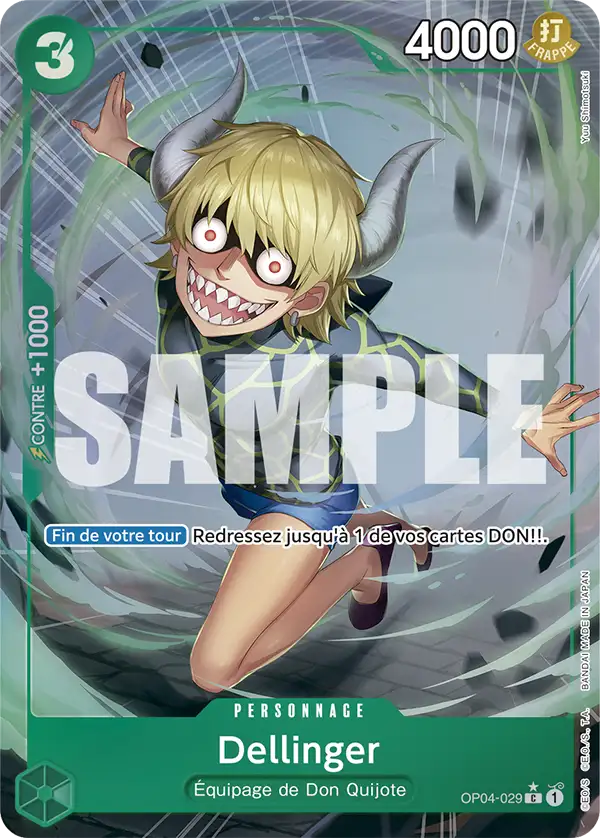 3
4000
打
FRAPPE
Yuu Shimotsuki
CONTRE +1000
SAMPLE
Fin de votre tour Redressez jusqu'à 1 de vos cartes DON!!.
©EO/S ©E.O./S., T.A. BANDAI MADE IN JAPAN
PERSONNAGE
Dellinger
Équipage de Don Quijote
OP04-029 C 1